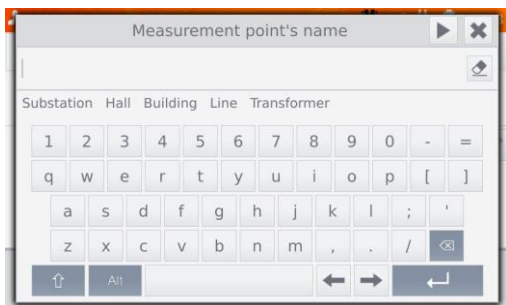 Measurement point's name
Substation Hall Building Line Transformer
1 2 3 4 5 6 7 8 9 0 - =
q w e r t y u i o p [ ]
a s d f g h j k l ; '
z x c v b n m , . /
Alt